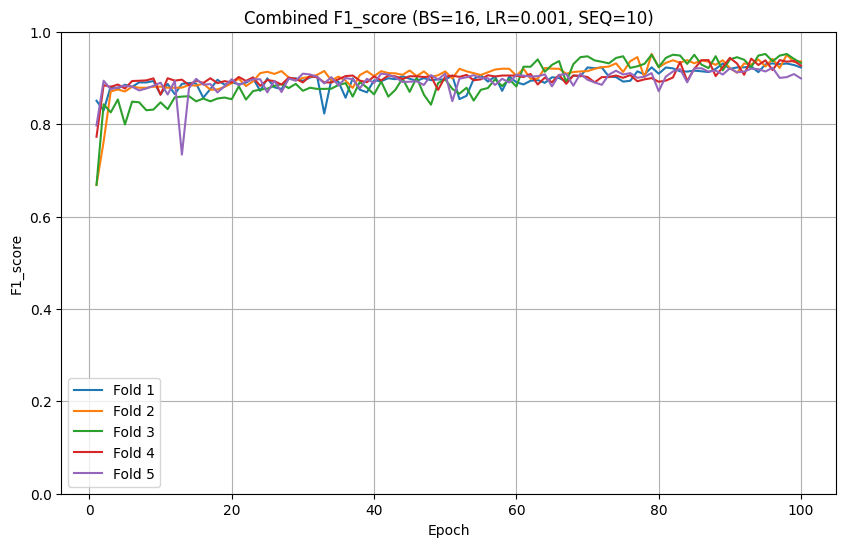 Combined F1_score (BS=16, LR=0.001, SEQ=10)
F1_score
1.0
0.8
0.6
0.4
0.2
0.0
Fold 1
Fold 2
Fold 3
Fold 4
Fold 5
0 20 40 60 80 100
Epoch